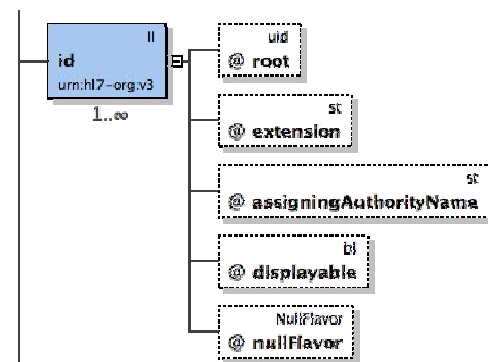 II
id
urn:hl7-org:v3
1..∞
uid
@ root
st
@ extension
st
@ assigningAuthorityName
bl
@ displayable
NullFlavor
@ nullFlavor